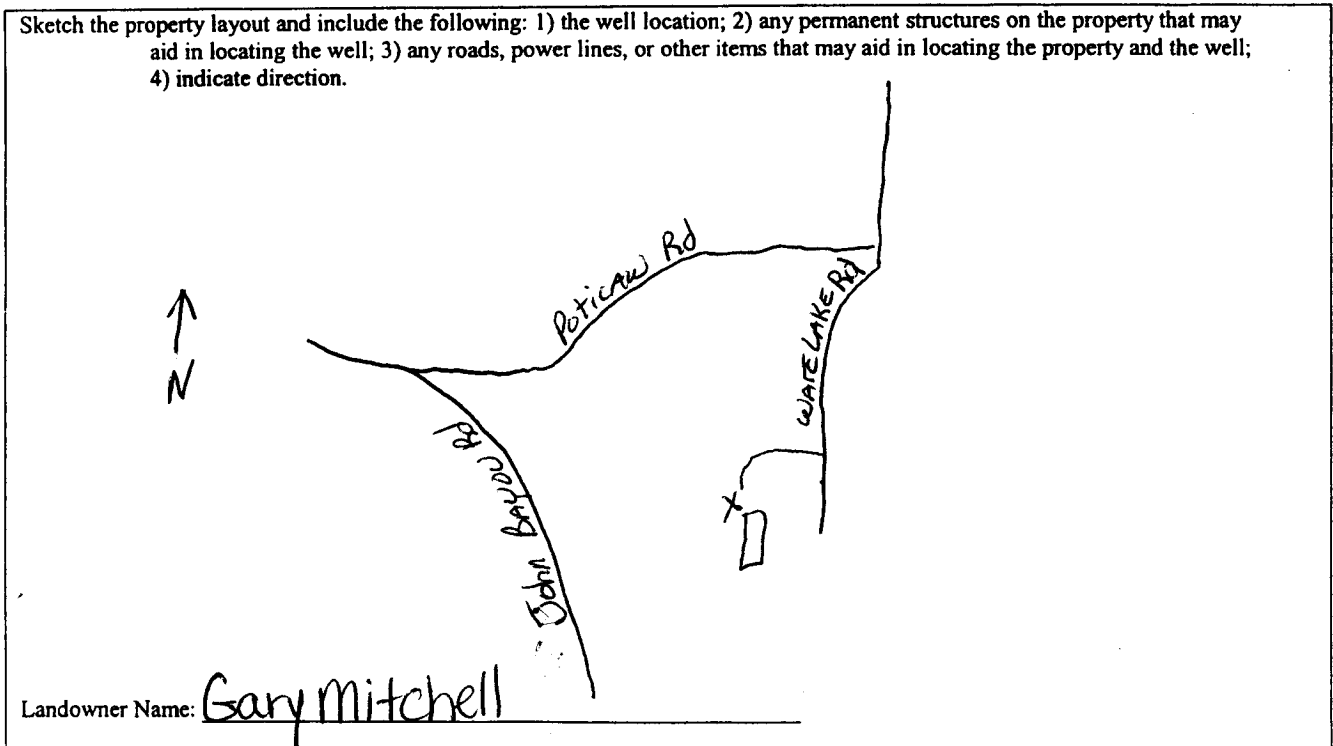 Sketch the property layout and include the following: 1) the well location; 2) any permanent structures on the property that may
aid in locating the well; 3) any roads, power lines, or other items that may aid in locating the property and the well;
4) indicate direction.
Poticaw Rd
WATE LAKE Rd
N
John BAYOU Rd
X
Landowner Name: Gary Mitchell